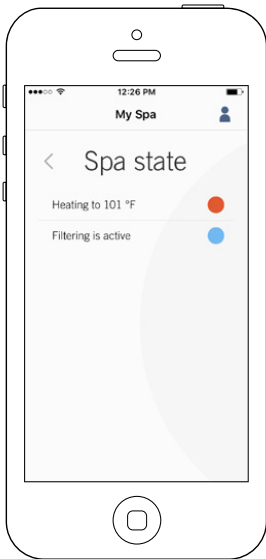 12:26 PM
My Spa
Spa state
Heating to 101 °F
Filtering is active